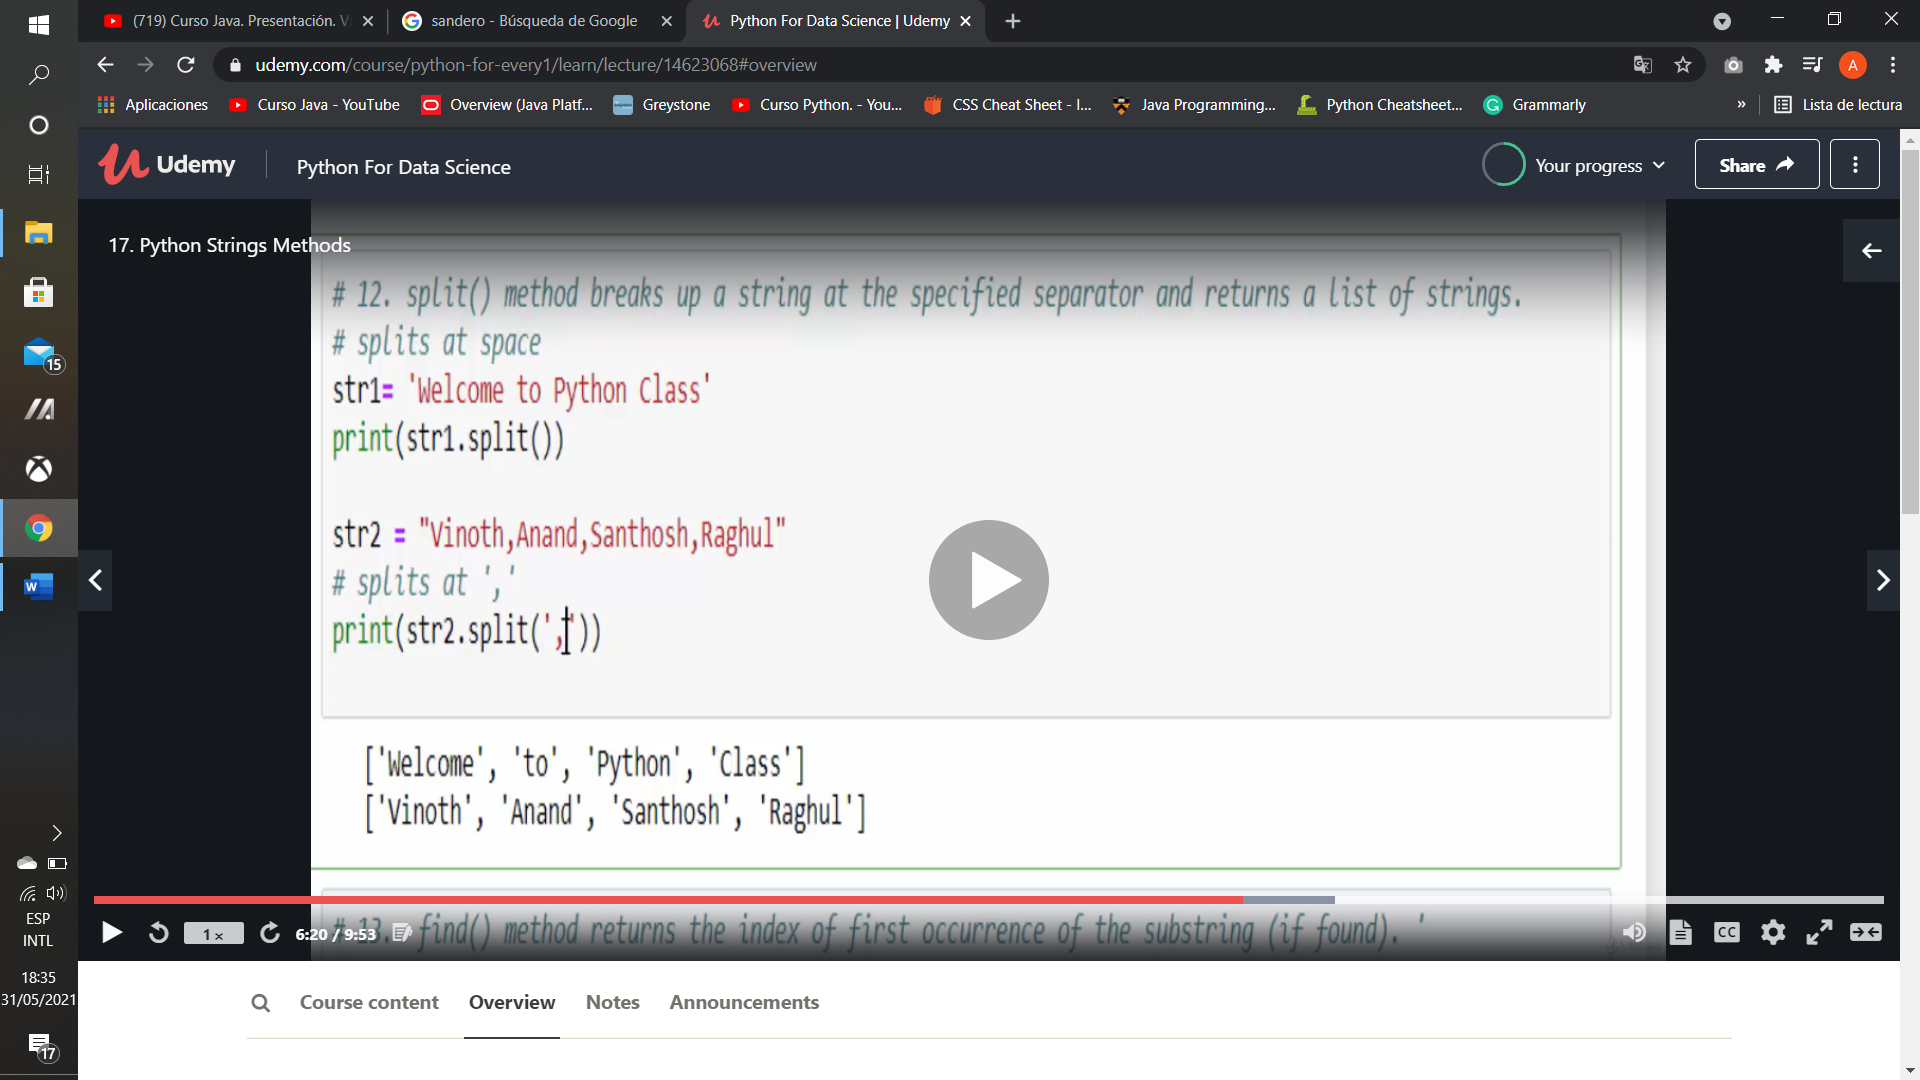 (719) Curso Java. Presentación. V
sandero - Búsqueda de Google
Python For Data Science | Udemy
udemy.com/course/python-for-every1/learn/lecture/14623068#overview
A
Aplicaciones
Curso Java - YouTube
Overview (Java Platf...
Greystone
Curso Python. - You...
CSS Cheat Sheet - I...
Java Programming...
Python Cheatsheet...
Grammarly
»
Lista de lectura
Udemy
Python For Data Science
Your progress
Share
17. Python Strings Methods
# 12. split() method breaks up a string at the specified separator and returns a list of strings.
# splits at space
str1= 'Welcome to Python Class'
print(str1.split())
str2 = "Vinoth,Anand,Santhosh,Raghul"
# splits at ','
print(str2.split(','))
['Welcome', 'to', 'Python', 'Class']
['Vinoth', 'Anand', 'Santhosh', 'Raghul']
# 13. find() method returns the index of first occurrence of the substring (if found). '
1x
6:20 / 9:53
CC
Course content
Overview
Notes
Announcements
15
W
ESP
INTL
18:35
31/05/2021
17